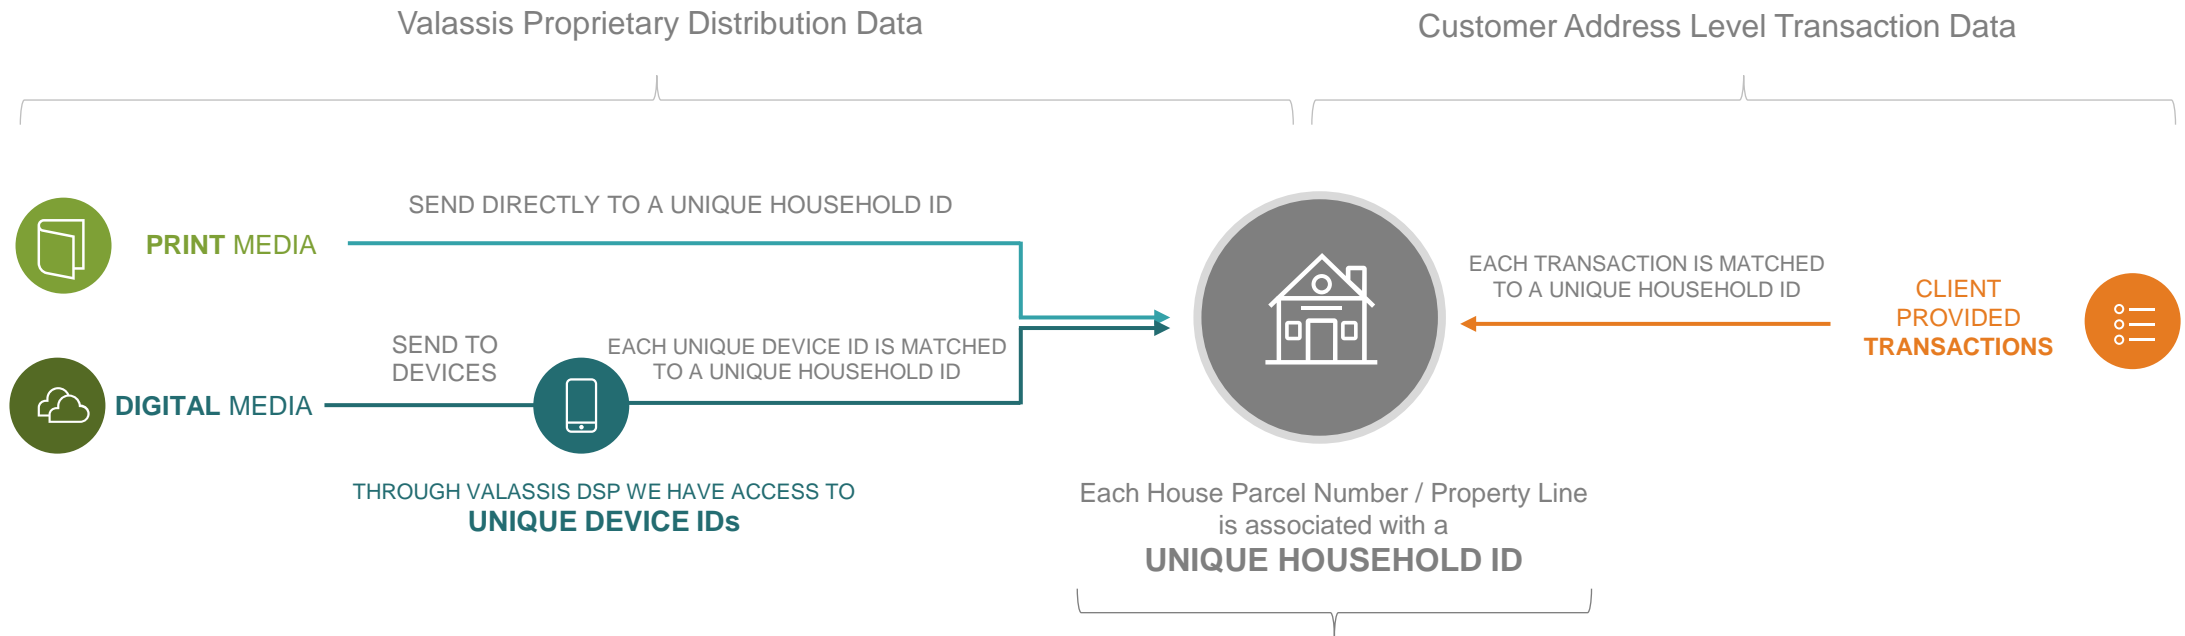 Valassis Proprietary Distribution Data
Customer Address Level Transaction Data
SEND DIRECTLY TO A UNIQUE HOUSEHOLD ID
PRINT MEDIA
SEND TO
DEVICES
EACH UNIQUE DEVICE ID IS MATCHED
TO A UNIQUE HOUSEHOLD ID
DIGITAL MEDIA
THROUGH VALASSIS DSP WE HAVE ACCESS TO
UNIQUE DEVICE IDs
EACH TRANSACTION IS MATCHED
TO A UNIQUE HOUSEHOLD ID
CLIENT
PROVIDED
TRANSACTIONS
Each House Parcel Number / Property Line
is associated with a
UNIQUE HOUSEHOLD ID